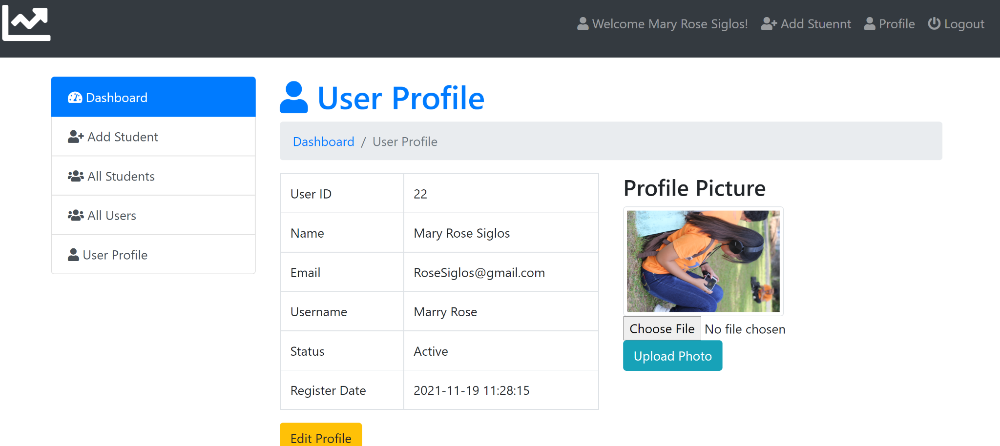 Welcome Mary Rose Siglos! Add Stuennt Profile Logout
Dashboard
Add Student
All Students
All Users
User Profile
User Profile
Dashboard / User Profile
User ID 22
Name Mary Rose Siglos
Email RoseSiglos@gmail.com
Username Marry Rose
Status Active
Register Date 2021-11-19 11:28:15
Edit Profile
Profile Picture
Choose File No file chosen
Upload Photo